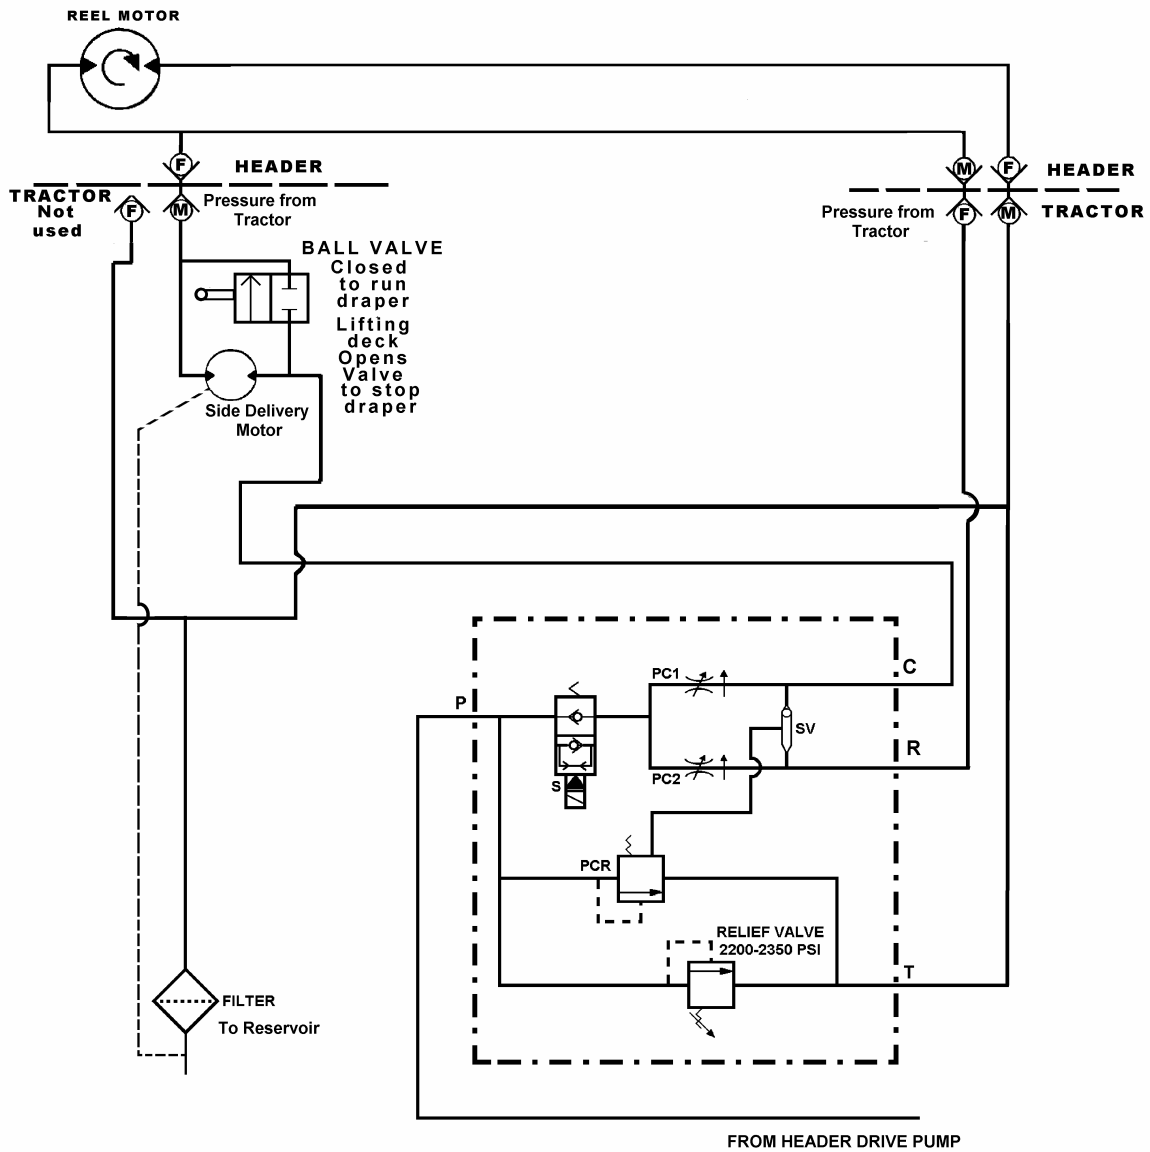 REEL MOTOR
F
HEADER
TRACTOR
Not
used
F
M
Pressure from
Tractor
M
F
HEADER
Pressure from
Tractor
F
M
TRACTOR
BALL VALVE
Closed
to run
draper
Lifting
deck
Opens
Valve
to stop
draper
Side Delivery
Motor
C
PC1
P
SV
R
PC2
S
PCR
RELIEF VALVE
2200-2350 PSI
T
FILTER
To Reservoir
FROM HEADER DRIVE PUMP